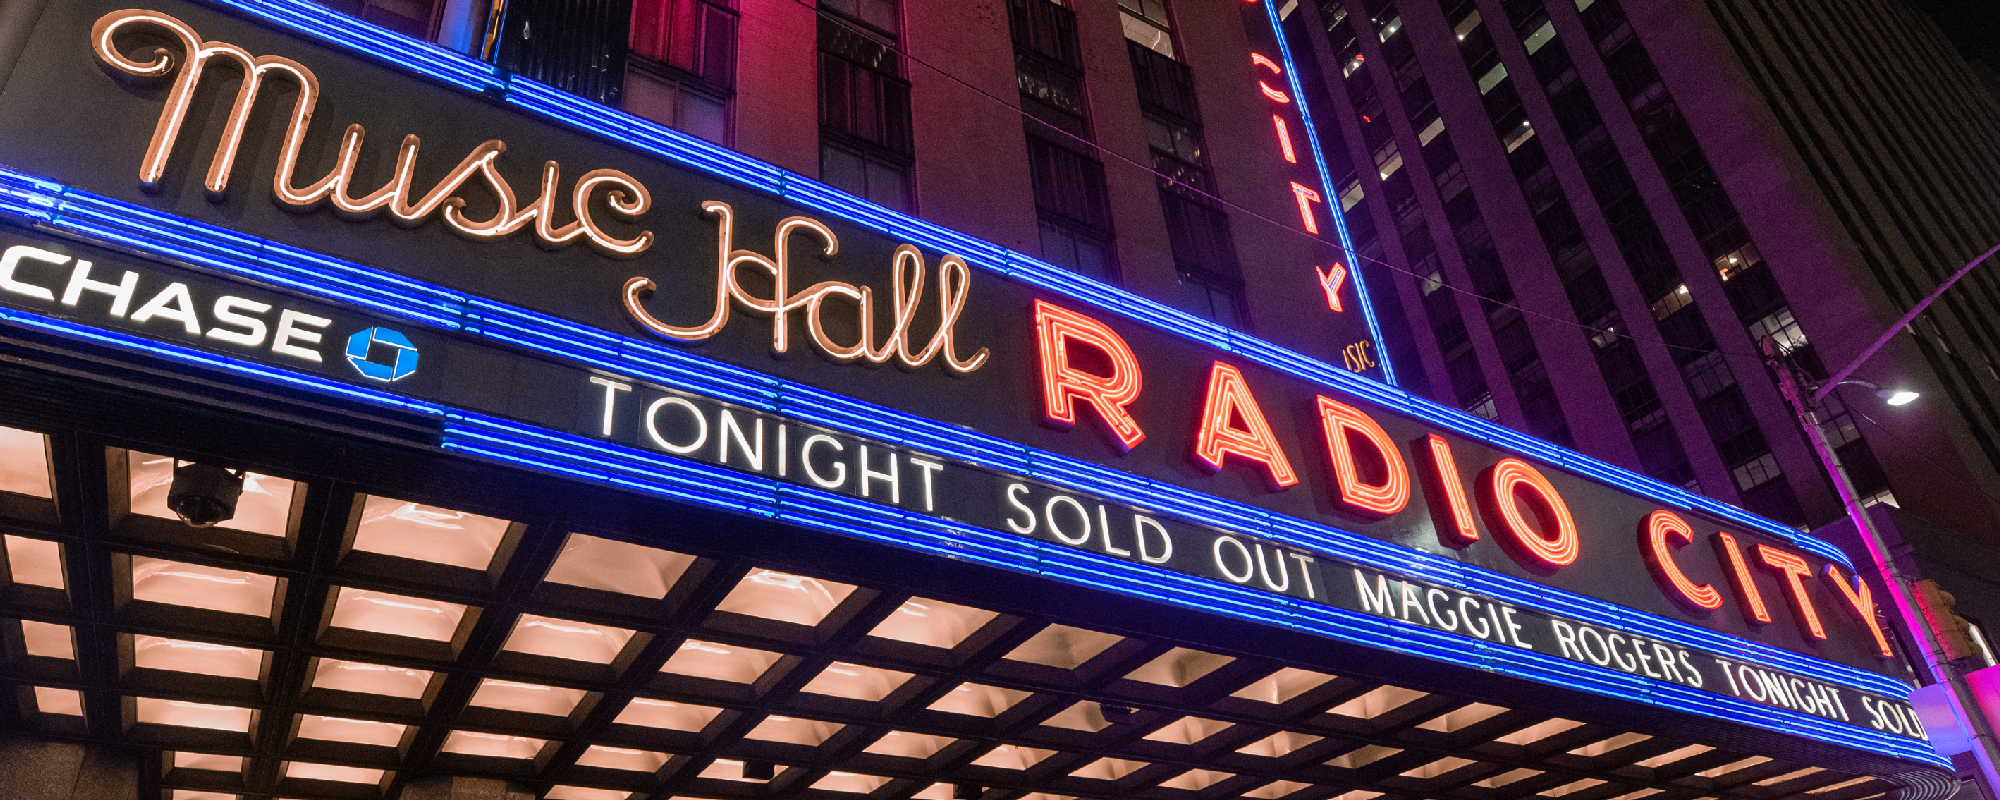 Music Hall
RADIO CITY
CITY
CHASE
TONIGHT SOLD OUT MAGGIE ROGERS TONIGHT SOLD